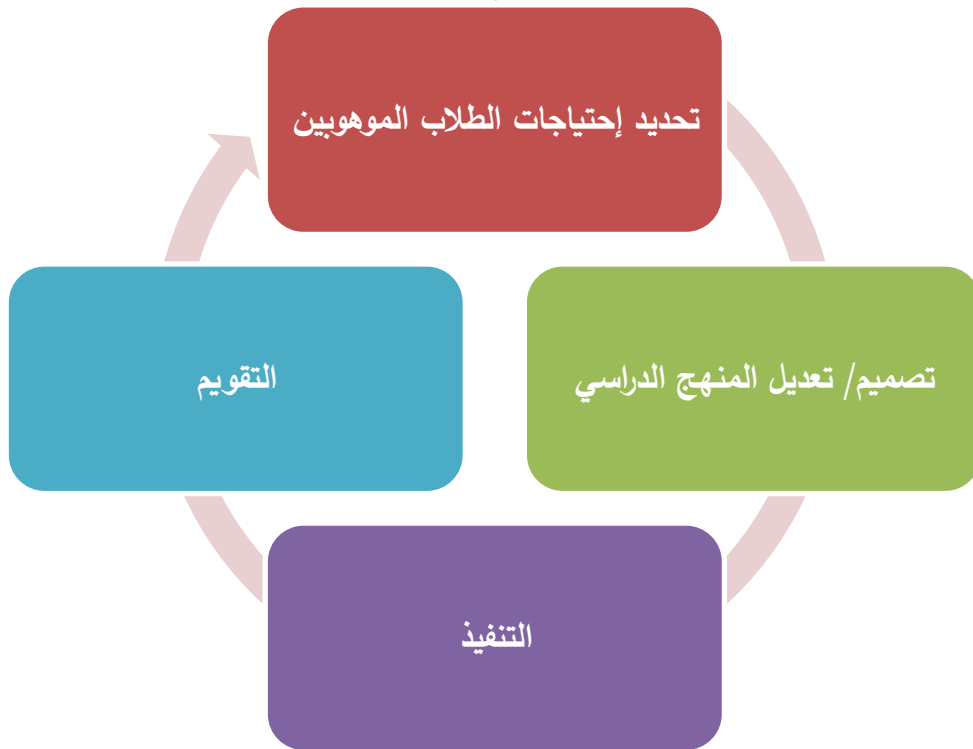 تحديد إحتياجات الطلاب الموهوبين
تصميم/ تعديل المنهج الدراسي
التنفيذ
التقويم